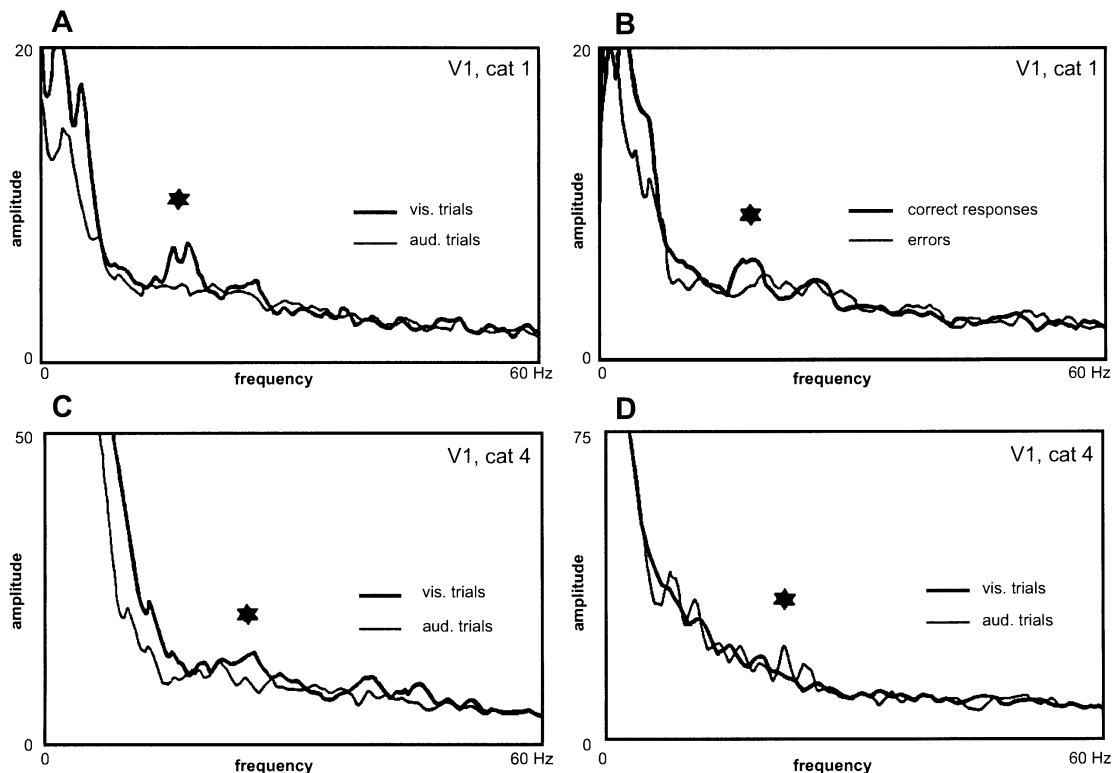 A
20
V1, cat 1
amplitude
vis. trials
aud. trials
0
0
frequency
60 Hz
B
20
V1, cat 1
amplitude
correct responses
errors
0
0
frequency
60 Hz
C
50
V1, cat 4
amplitude
vis. trials
aud. trials
0
0
frequency
60 Hz
D
75
V1, cat 4
amplitude
vis. trials
aud. trials
0
0
frequency
60 Hz